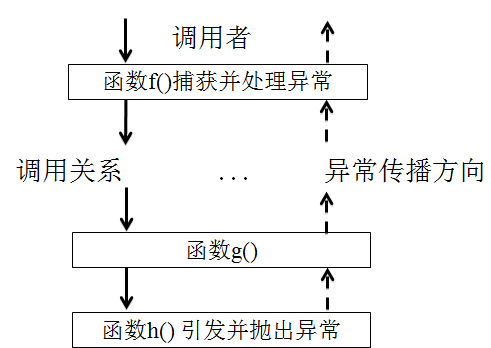 调用者
函数f()捕获并处理异常
调用关系 ... 异常传播方向
函数g()
函数h() 引发并抛出异常